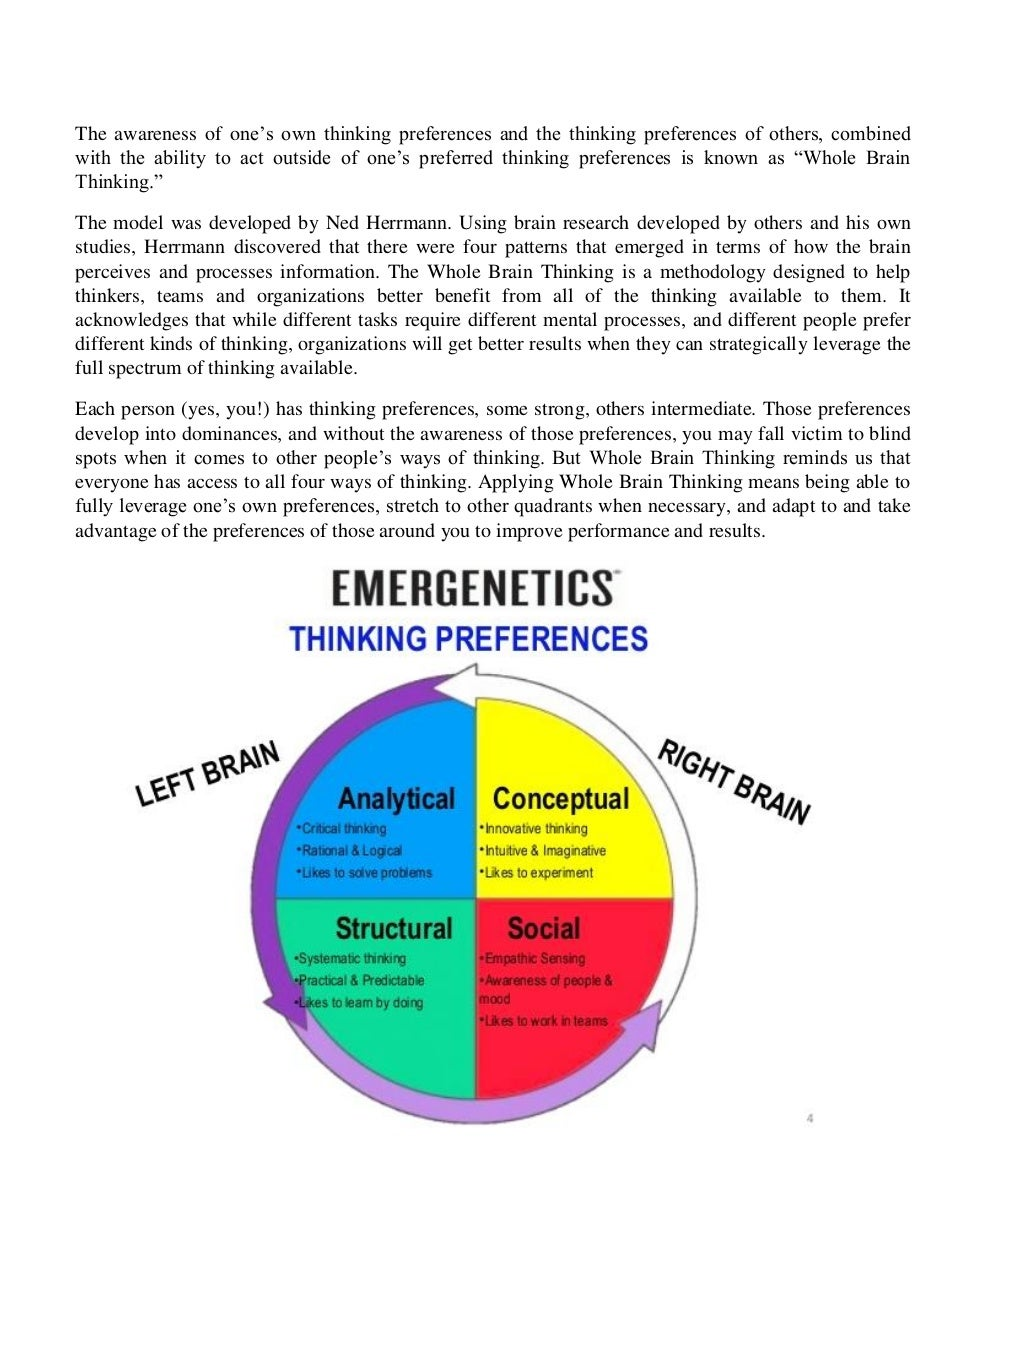 The awareness of one’s own thinking preferences and the thinking preferences of others, combined
with the ability to act outside of one’s preferred thinking preferences is known as “Whole Brain
Thinking.”
The model was developed by Ned Herrmann. Using brain research developed by others and his own
studies, Herrmann discovered that there were four patterns that emerged in terms of how the brain
perceives and processes information. The Whole Brain Thinking is a methodology designed to help
thinkers, teams and organizations better benefit from all of the thinking available to them. It
acknowledges that while different tasks require different mental processes, and different people prefer
different kinds of thinking, organizations will get better results when they can strategically leverage the
full spectrum of thinking available.
Each person (yes, you!) has thinking preferences, some strong, others intermediate. Those preferences
develop into dominances, and without the awareness of those preferences, you may fall victim to blind
spots when it comes to other people’s ways of thinking. But Whole Brain Thinking reminds us that
everyone has access to all four ways of thinking. Applying Whole Brain Thinking means being able to
fully leverage one’s own preferences, stretch to other quadrants when necessary, and adapt to and take
advantage of the preferences of those around you to improve performance and results.
EMERGENETICS™
THINKING PREFERENCES
LEFT BRAIN
RIGHT BRAIN
Analytical
•Critical thinking
•Rational & Logical
•Likes to solve problems
Conceptual
•Innovative thinking
•Intuitive & Imaginative
•Likes to experiment
Structural
•Systematic thinking
•Practical & Predictable
•Likes to learn by doing
Social
•Empathic Sensing
•Awareness of people &
mood
•Likes to work in teams
4